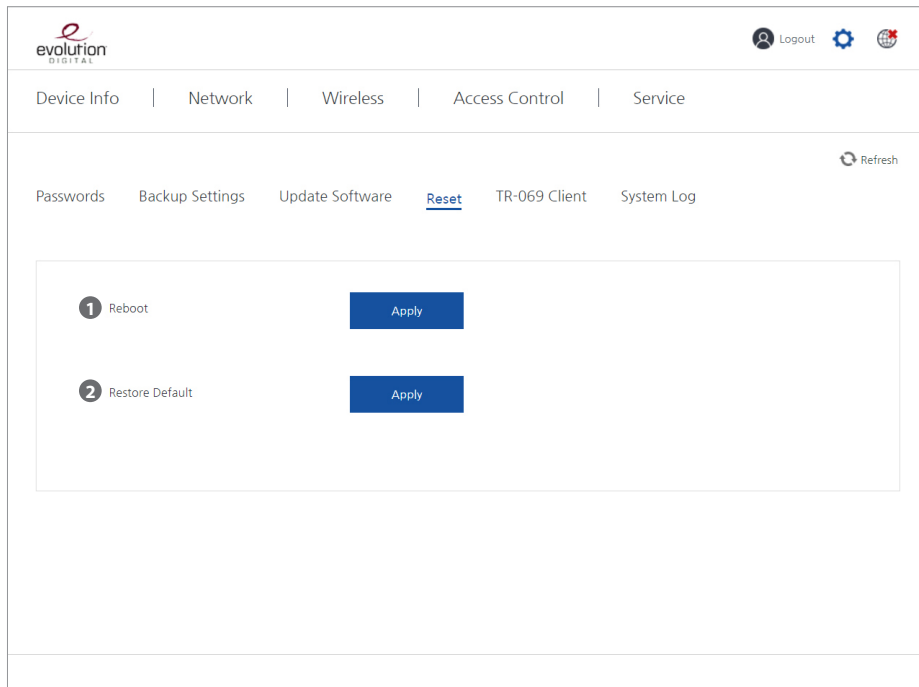 evolution
DIGITAL
Logout
Device Info | Network | Wireless | Access Control | Service
Refresh
Passwords Backup Settings Update Software Reset TR-069 Client System Log
1 Reboot Apply
2 Restore Default Apply